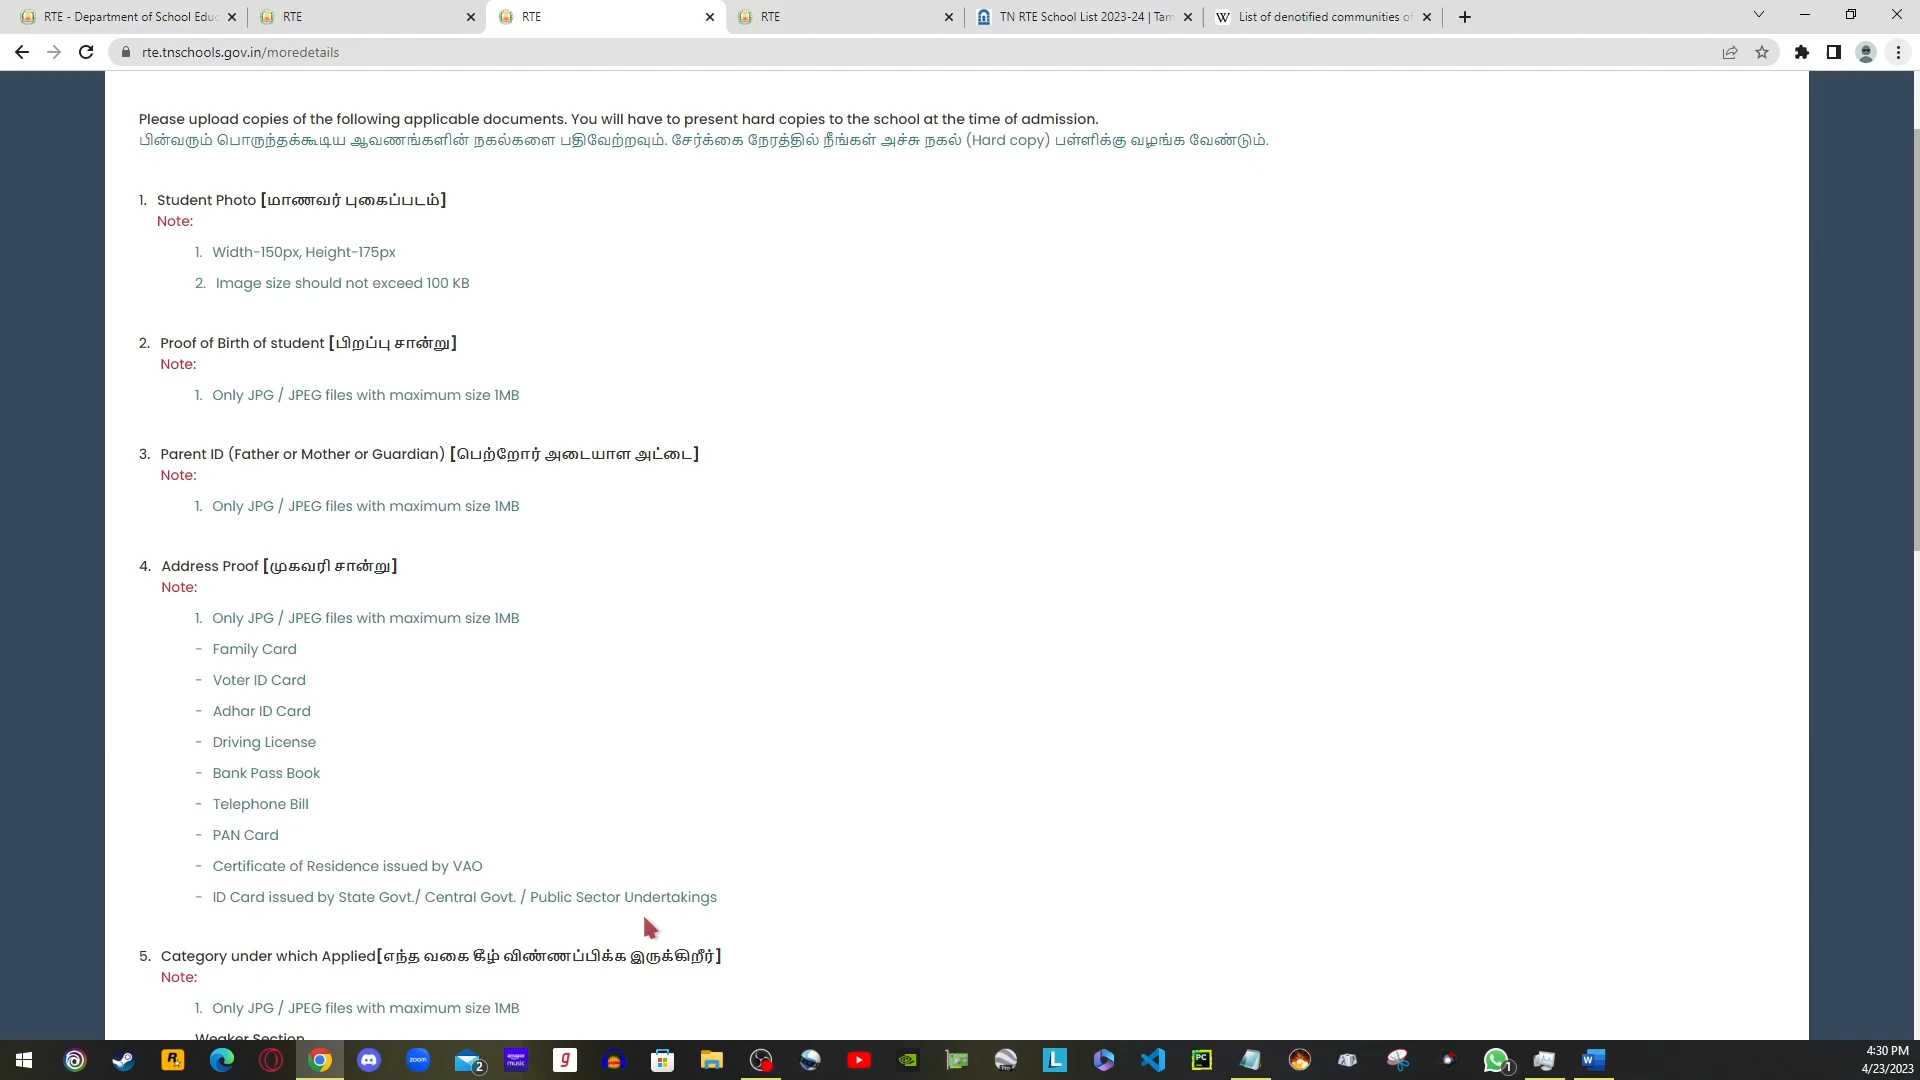 RTE - Department of School Educ
RTE
RTE
RTE
TN RTE School List 2023-24 | Tam
W List of denotified communities of
rte.tnschools.gov.in/moredetails
Please upload copies of the following applicable documents. You will have to present hard copies to the school at the time of admission.
பின்வரும் பொருந்தக்கூடிய ஆவணங்களின் நகல்களை பதிவேற்றவும். சேர்க்கை நேரத்தில் நீங்கள் அச்சு நகல் (Hard copy) பள்ளிக்கு வழங்க வேண்டும்.
1. Student Photo [மாணவர் புகைப்படம்]
Note:
1. Width-150px, Height-175px
2. Image size should not exceed 100 KB
2. Proof of Birth of student [பிறப்பு சான்று]
Note:
1. Only JPG / JPEG files with maximum size 1MB
3. Parent ID (Father or Mother or Guardian) [பெற்றோர் அடையாள அட்டை]
Note:
1. Only JPG / JPEG files with maximum size 1MB
4. Address Proof [முகவரி சான்று]
Note:
1. Only JPG / JPEG files with maximum size 1MB
- Family Card
- Voter ID Card
- Adhar ID Card
- Driving License
- Bank Pass Book
- Telephone Bill
- PAN Card
- Certificate of Residence issued by VAO
- ID Card issued by State Govt./ Central Govt. / Public Sector Undertakings
5. Category under which Applied[எந்த வகை கீழ் விண்ணப்பிக்க இருக்கிறீர்]
Note:
1. Only JPG / JPEG files with maximum size 1MB
Weaker Section
R zoom 2 amazon music g Pro L PC 1 W
4:30 PM
4/23/2023